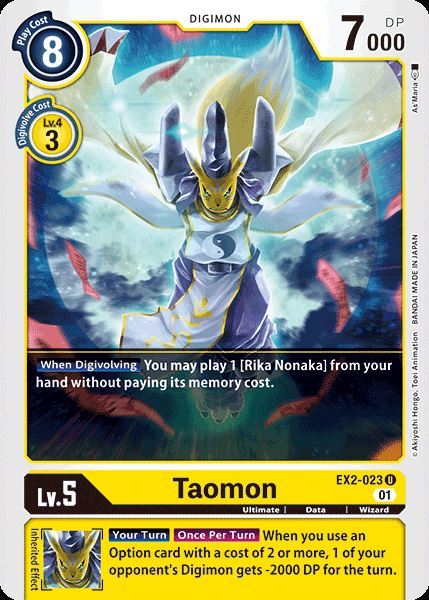 Play Cost
8
DIGIMON
DP
7000
Digivolve Cost
Lv.4
3
As'Maria
© Akiyoshi Hongo, Toei Animation BANDAI MADE IN JAPAN
When Digivolving You may play 1 [Rika Nonaka] from your
hand without paying its memory cost.
EX2-023 U
01
Lv.5
Taomon
Ultimate | Data | Wizard
Inherited Effect
Your Turn Once Per Turn When you use an
Option card with a cost of 2 or more, 1 of your
opponent's Digimon gets -2000 DP for the turn.